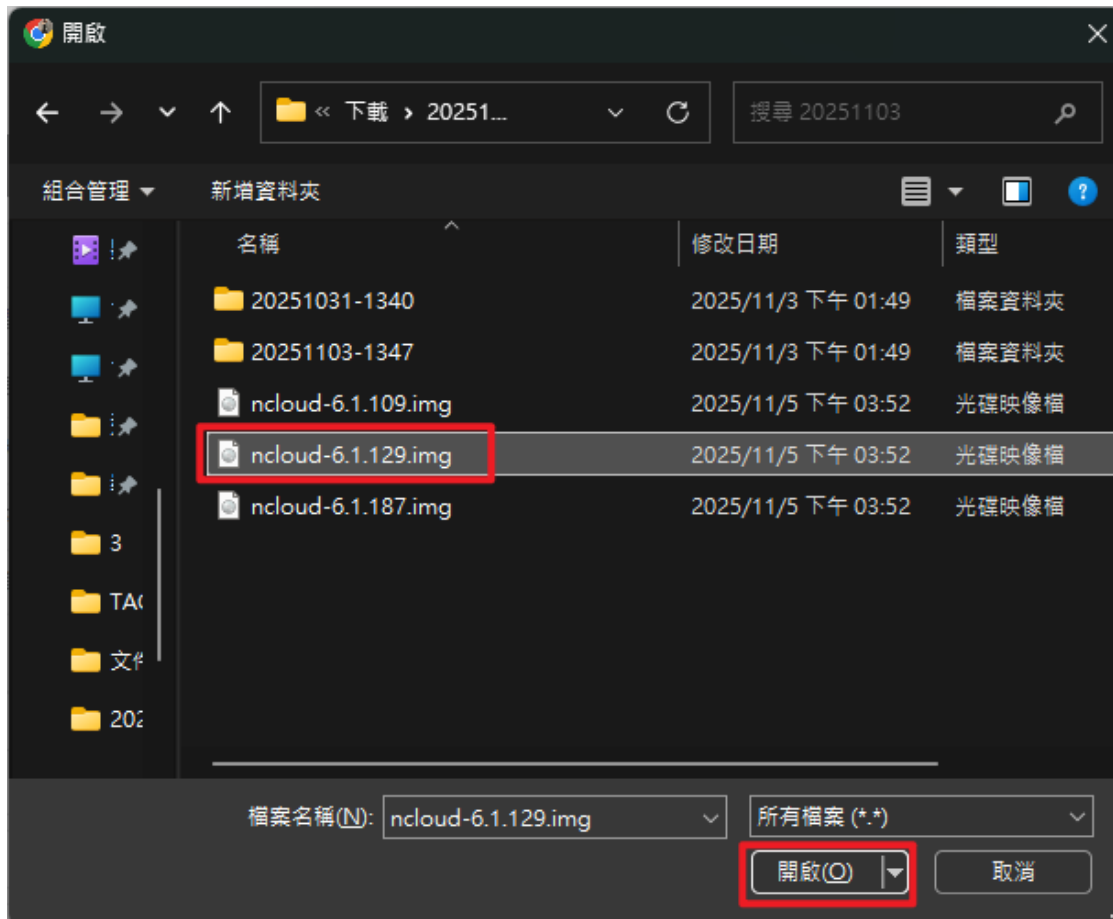 開啟
« 下載 › 20251...
搜尋 20251103
組合管理
新增資料夾
名稱 修改日期 類型
20251031-1340 2025/11/3 下午 01:49 檔案資料夾
20251103-1347 2025/11/3 下午 01:49 檔案資料夾
ncloud-6.1.109.img 2025/11/5 下午 03:52 光碟映像檔
ncloud-6.1.129.img 2025/11/5 下午 03:52 光碟映像檔
ncloud-6.1.187.img 2025/11/5 下午 03:52 光碟映像檔
3
TAC
文件
202
檔案名稱(N): ncloud-6.1.129.img
所有檔案 (*.*)
開啟(O)
取消